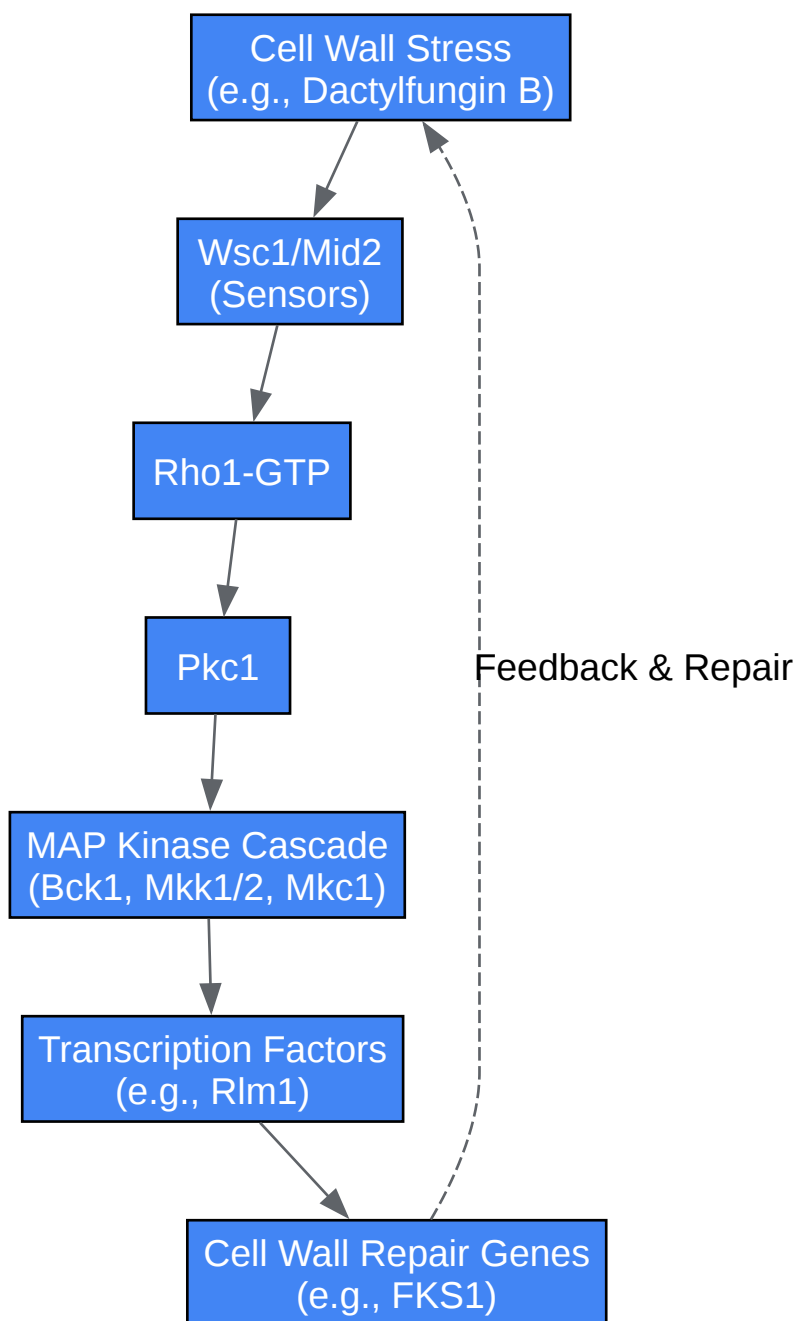 Cell Wall Stress
(e.g., Dactylfungin B)
Wsc1/Mid2
(Sensors)
Rho1-GTP
Pkc1
Feedback & Repair
MAP Kinase Cascade
(Bck1, Mkk1/2, Mkc1)
Transcription Factors
(e.g., Rlm1)
Cell Wall Repair Genes
(e.g., FKS1)